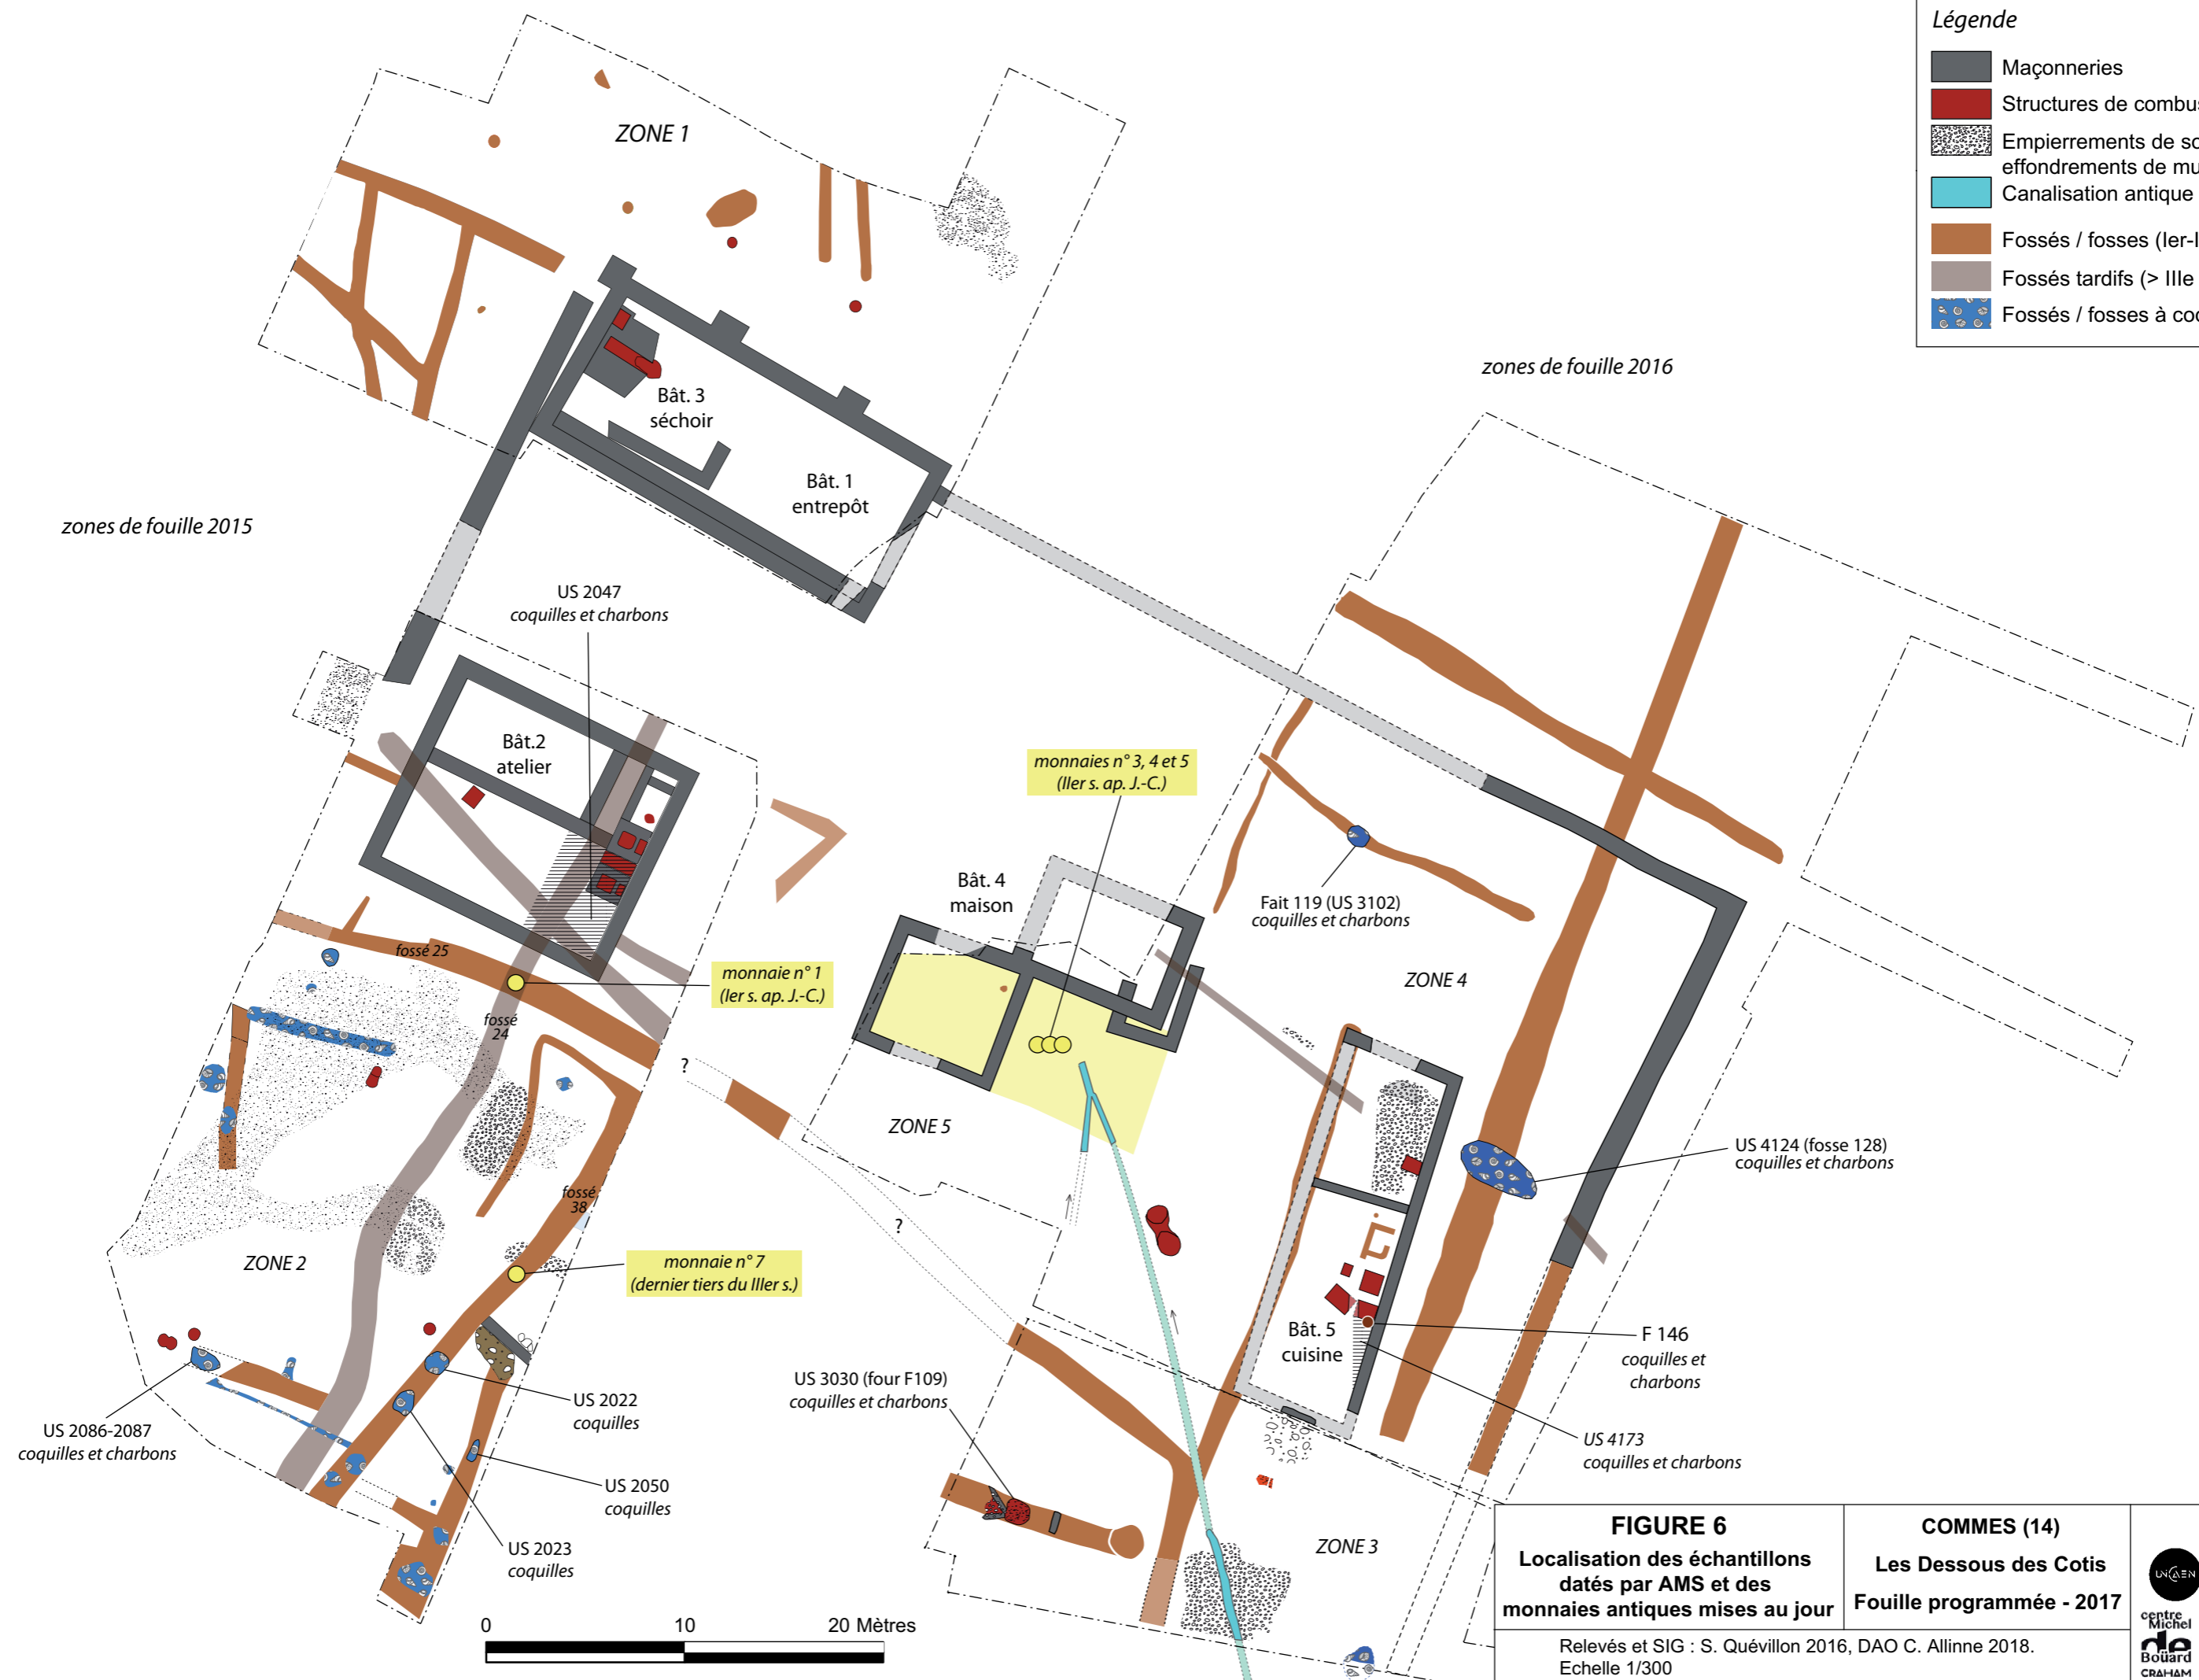 Légende
Maçonneries
Structures de
Empierrements de
effondrements de
Canalisation antique
Fossés / fosses
Fossés tardifs (> IIIe
Fossés / fosses à
ZONE 1
zones de fouille 2016
Bât. 3
séchoir
Bât. 1
entrepôt
zones de fouille 2015
US 2047
coquilles et charbons
Bât.2
atelier
monnaies n° 3, 4 et 5
(IIer s. ap. J.-C.)
Bât. 4
maison
Fait 119 (US 3102)
coquilles et charbons
fossé 25
monnaie n° 1
(Ier s. ap. J.-C.)
ZONE 4
fossé
24
?
ZONE 5
US 4124 (fosse 128)
coquilles et charbons
fossé
38
?
ZONE 2
monnaie n° 7
(dernier tiers du IIIer s.)
Bât. 5
cuisine
F 146
coquilles et
charbons
US 3030 (four F109)
coquilles et charbons
US 2022
coquilles
US 2086-2087
coquilles et charbons
US 4173
coquilles et charbons
US 2050
coquilles
US 2023
coquilles
ZONE 3
0 10 20 Mètres
FIGURE 6
Localisation des échantillons
datés par AMS et des
monnaies antiques mises au jour
COMMES (14)
Les Dessous des Cotis
Fouille programmée - 2017
Relevés et SIG : S. Quévillon 2016, DAO C. Allinne 2018.
Echelle 1/300
UNICAEN
centre
Michel
de
Boüard
CRAHAM